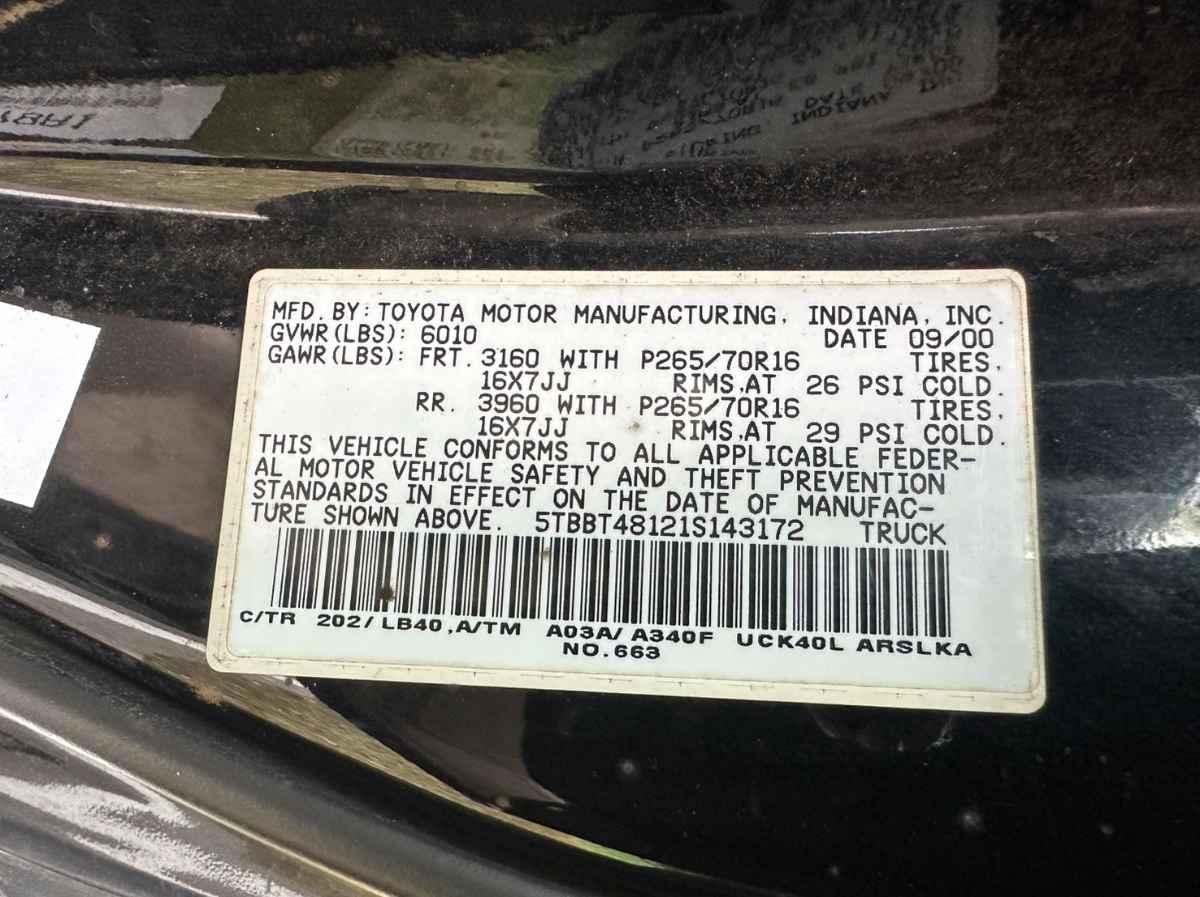 MFD. BY: TOYOTA MOTOR MANUFACTURING, INDIANA, INC.
GVWR(LBS): 6010 DATE 09/00
GAWR(LBS): FRT. 3160 WITH P265/70R16 TIRES,
16X7JJ RIMS,AT 26 PSI COLD.
RR. 3960 WITH P265/70R16 TIRES,
16X7JJ RIMS,AT 29 PSI COLD.
THIS VEHICLE CONFORMS TO ALL APPLICABLE FEDER-
AL MOTOR VEHICLE SAFETY AND THEFT PREVENTION
STANDARDS IN EFFECT ON THE DATE OF MANUFAC-
TURE SHOWN ABOVE. 5TBBT48121S143172 TRUCK
C/TR 202/LB40,A/TM A03A/A340F UCK40L ARSLKA
NO.663